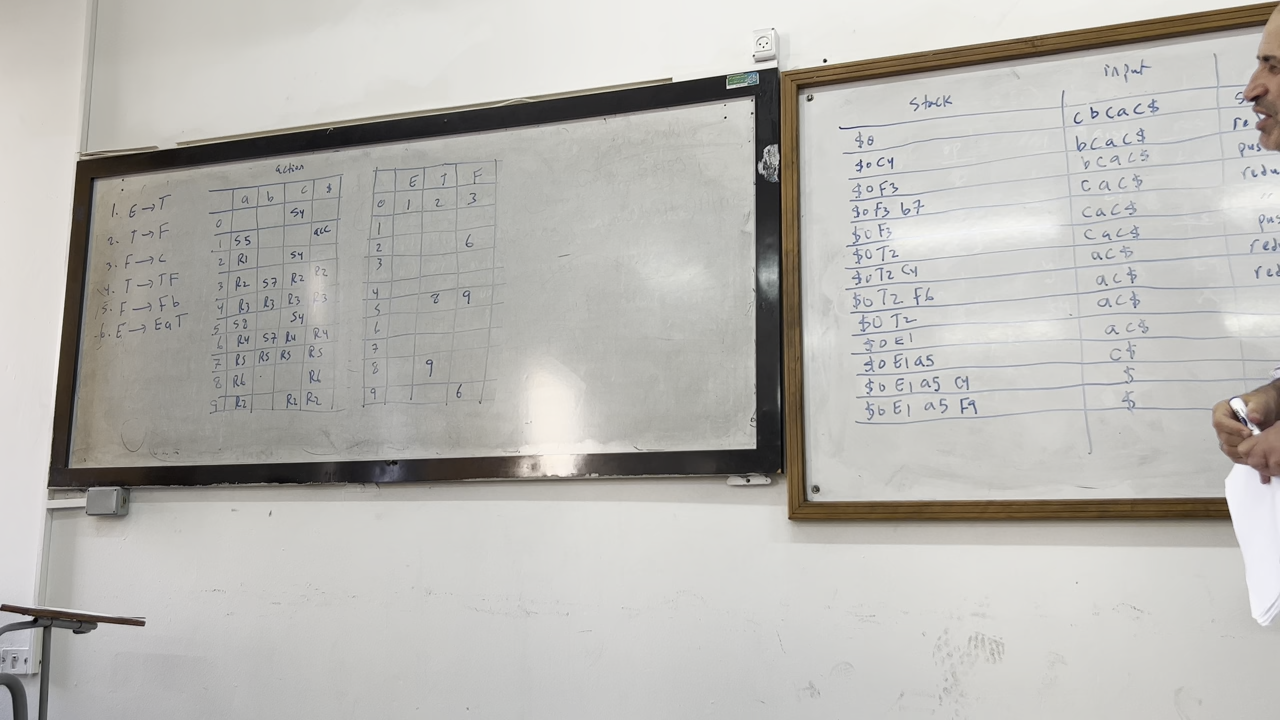 1. E → T
2. T → F
3. F → c
4. T → TF
5. F → Fb
6. E → EaT
action
a b c $
0 S4
1 S5 acc
2 R1 S4
3 R2 S7 R2 R2
4 R3 R3 R3 R3
5 S8 S4
6 R4 S7 R4 R4
7 R5 R5 R5 R5
8 R6 R6
9 R2 R2 R2
E T F
0 1 2 3
1
2 6
3
4 8 9
5
6
7
8 9
9 6
stack input
$0 cbcac$
$0 C4 bcac$
$0 F3 bcac$
$0 F3 b7 cac$
$0 F3 cac$
$0 T2 cac$
$0 T2 C4 ac$
$0 T2 F6 ac$
$0 T2 ac$
$0 E1 ac$
$0 E1 a5 c$
$0 E1 a5 C4 $
$0 E1 a5 F9 $